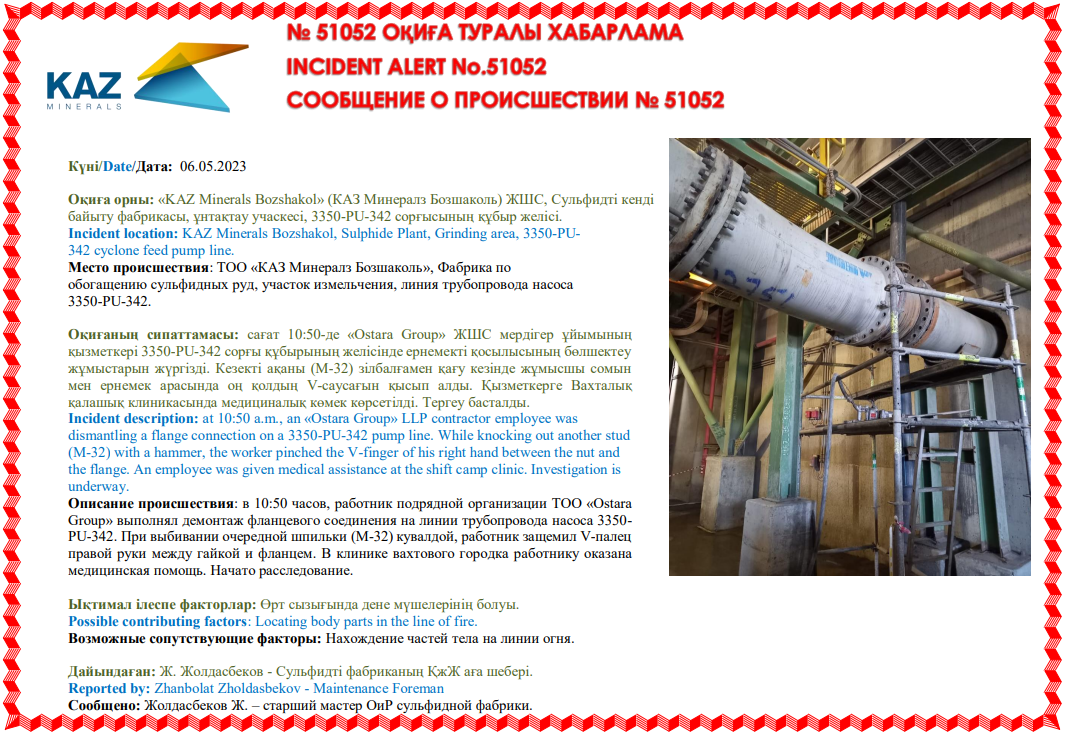 № 51052 ОҚИҒА ТУРАЛЫ ХАБАРЛАМА
INCIDENT ALERT No.51052
СООБЩЕНИЕ О ПРОИСШЕСТВИИ № 51052
KAZ
MINERALS
Күні/Date/Дата: 06.05.2023
Оқиға орны: «KAZ Minerals Bozshakol» (КАЗ Минералз Бозшаколь) ЖШС, Сульфидті кенді
байыту фабрикасы, ұнтақтау учаскесі, 3350-PU-342 сорғысының құбыр желісі.
Incident location: KAZ Minerals Bozshakol, Sulphide Plant, Grinding area, 3350-PU-
342 cyclone feed pump line.
Место происшествия: ТОО «КАЗ Минералз Бозшаколь», Фабрика по
обогащению сульфидных руд, участок измельчения, линия трубопровода насоса
3350-PU-342.
Оқиғаның сипаттамасы: сағат 10:50-де «Ostara Group» ЖШС мердігер ұйымының
қызметкері 3350-PU-342 сорғы құбырының желісінде ернемекті қосылысының бөлшектеу
жұмыстарын жүргізді. Кезекті ақаны (М-32) зілбалғамен қағу кезінде жұмысшы сомын
мен ернемек арасында оң қолдың V-саусағын қысып алды. Қызметкерге Вахталық
қалашық клиникасында медициналық көмек көрсетілді. Тергеу басталды.
Incident description: at 10:50 a.m., an «Ostara Group» LLP contractor employee was
dismantling a flange connection on a 3350-PU-342 pump line. While knocking out another stud
(M-32) with a hammer, the worker pinched the V-finger of his right hand between the nut and
the flange. An employee was given medical assistance at the shift camp clinic. Investigation is
underway.
Описание происшествия: в 10:50 часов, работник подрядной организации ТОО «Ostara
Group» выполнял демонтаж фланцевого соединения на линии трубопровода насоса 3350-
PU-342. При выбивании очередной шпильки (М-32) кувалдой, работник защемил V-палец
правой руки между гайкой и фланцем. В клинике вахтового городка работнику оказана
медицинская помощь. Начато расследование.
Ықтимал ілеспе факторлар: Өрт сызығында дене мүшелерінің болуы.
Possible contributing factors: Locating body parts in the line of fire.
Возможные сопутствующие факторы: Нахождение частей тела на линии огня.
Дайындаған: Ж. Жолдасбеков - Сульфидті фабриканың ҚжЖ аға шебері.
Reported by: Zhanbolat Zholdasbekov - Maintenance Foreman
Сообщено: Жолдасбеков Ж. – старший мастер ОиР сульфидной фабрики.